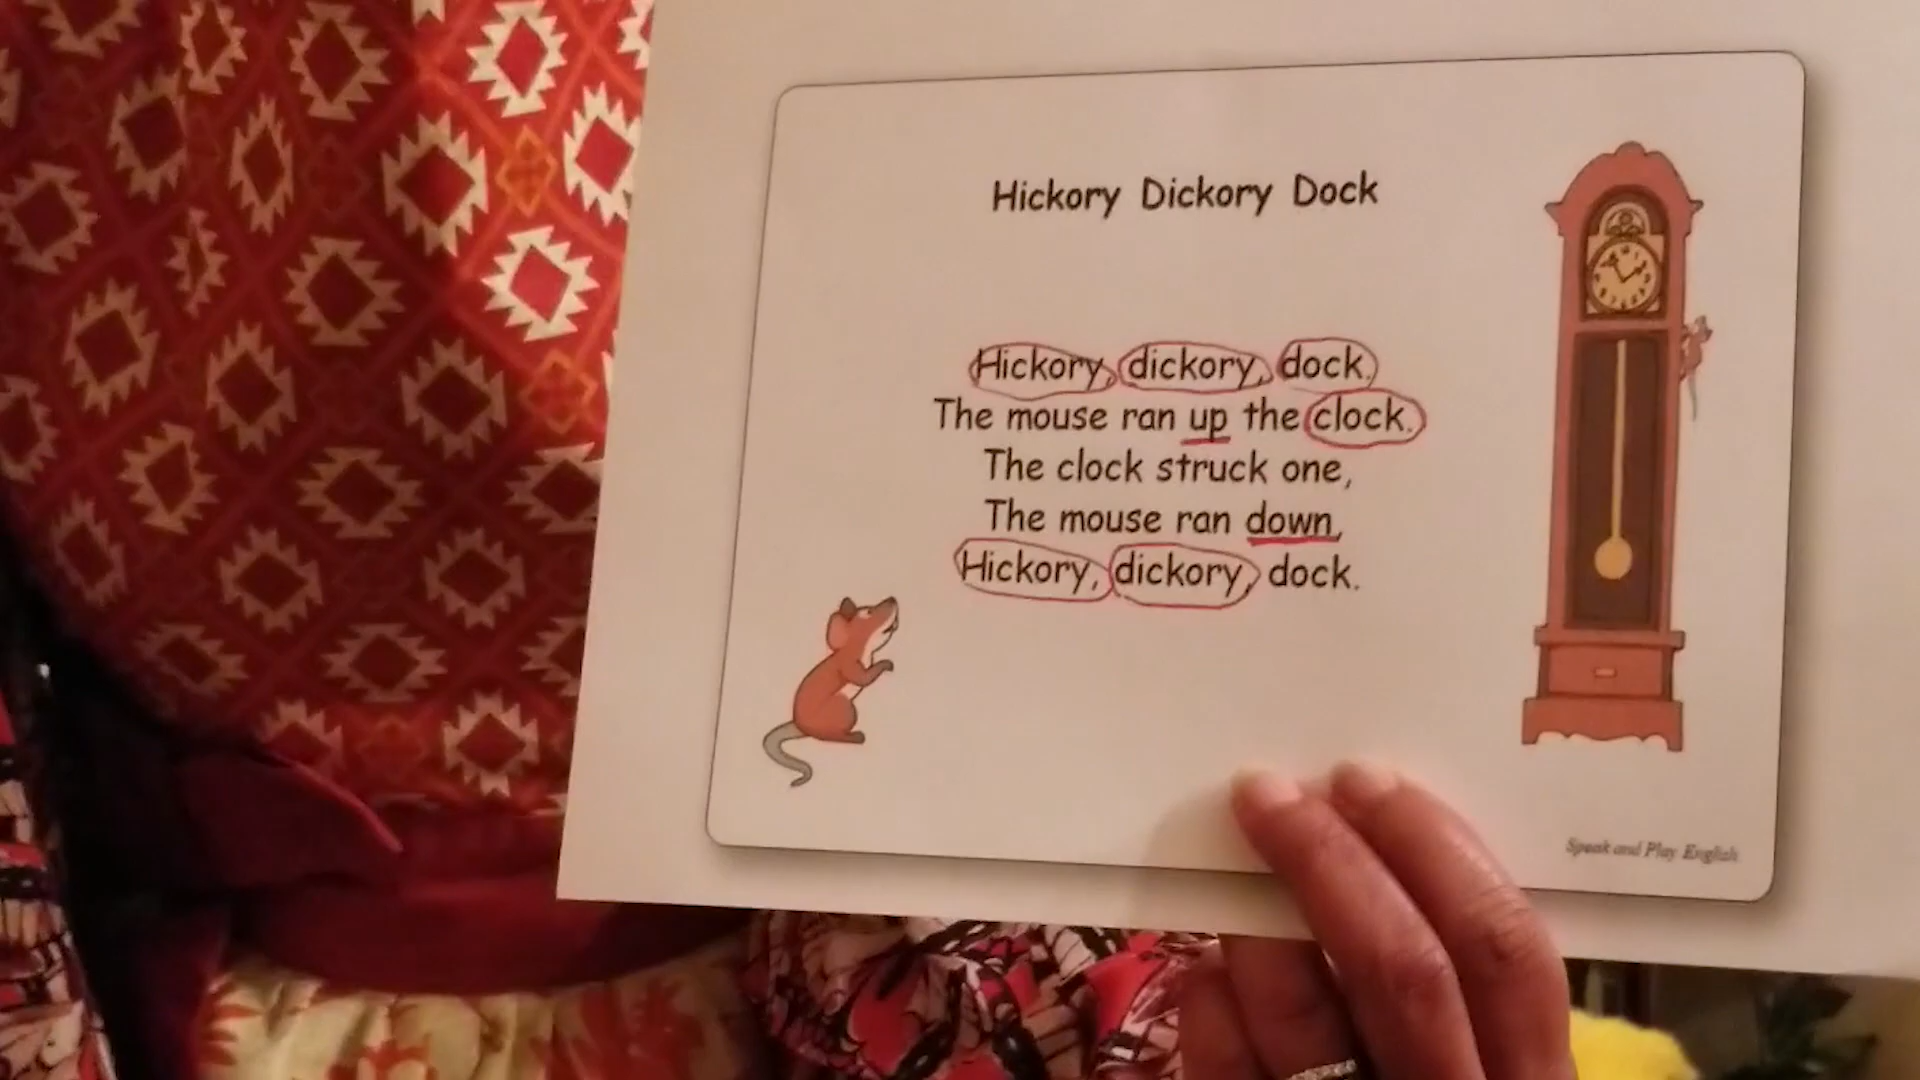 Hickory Dickory Dock
Hickory, dickory, dock.
The mouse ran up the clock.
The clock struck one,
The mouse ran down,
Hickory, dickory, dock.
Speak and Play English